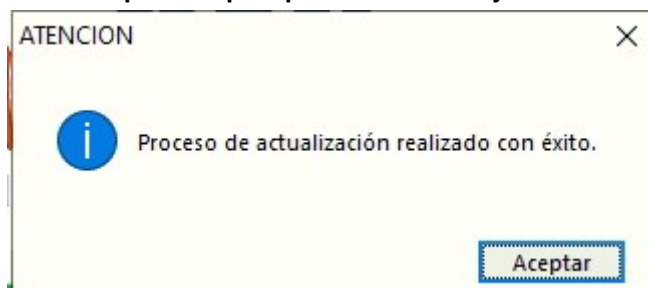 ATENCION
Proceso de actualización realizado con éxito.
Aceptar